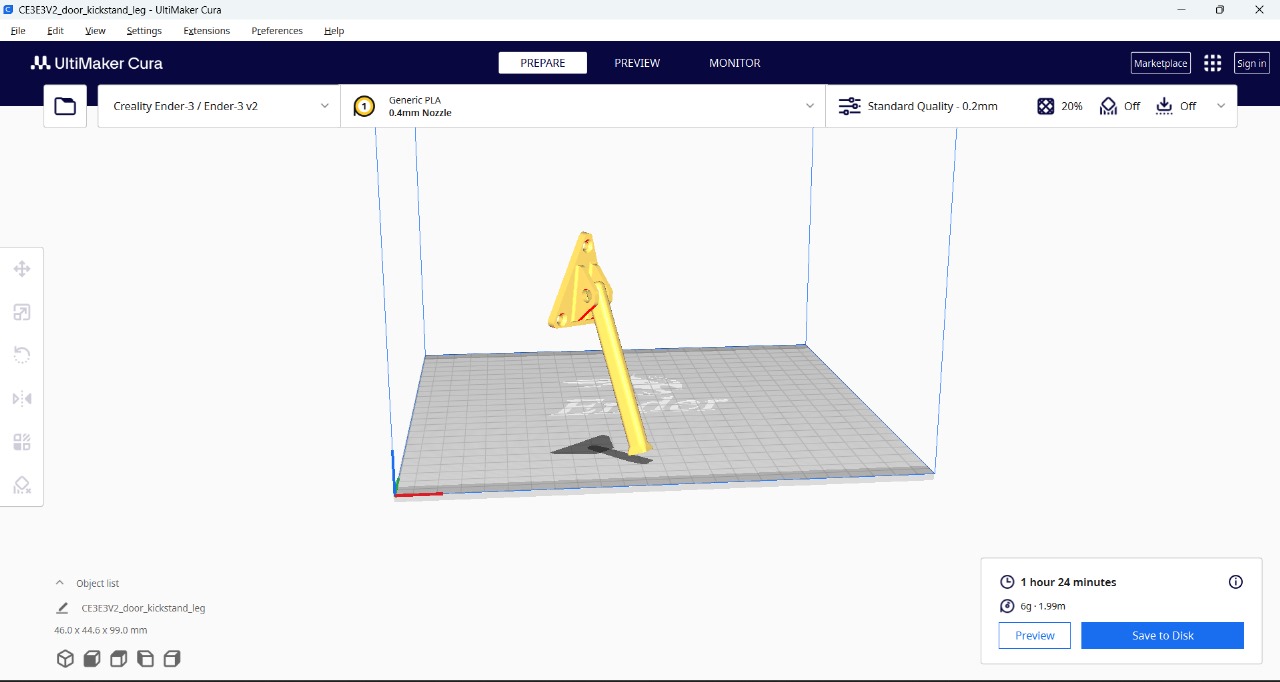 CE3E3V2_door_kickstand_leg - UltiMaker Cura
File Edit View Settings Extensions Preferences Help
UltiMaker Cura
PREPARE PREVIEW MONITOR
Marketplace Sign in
Creality Ender-3 / Ender-3 v2
1 Generic PLA
0.4mm Nozzle
Standard Quality - 0.2mm 20% Off Off
Ender
Object list
CE3E3V2_door_kickstand_leg
46.0 x 44.6 x 99.0 mm
1 hour 24 minutes
6g · 1.99m
Preview Save to Disk